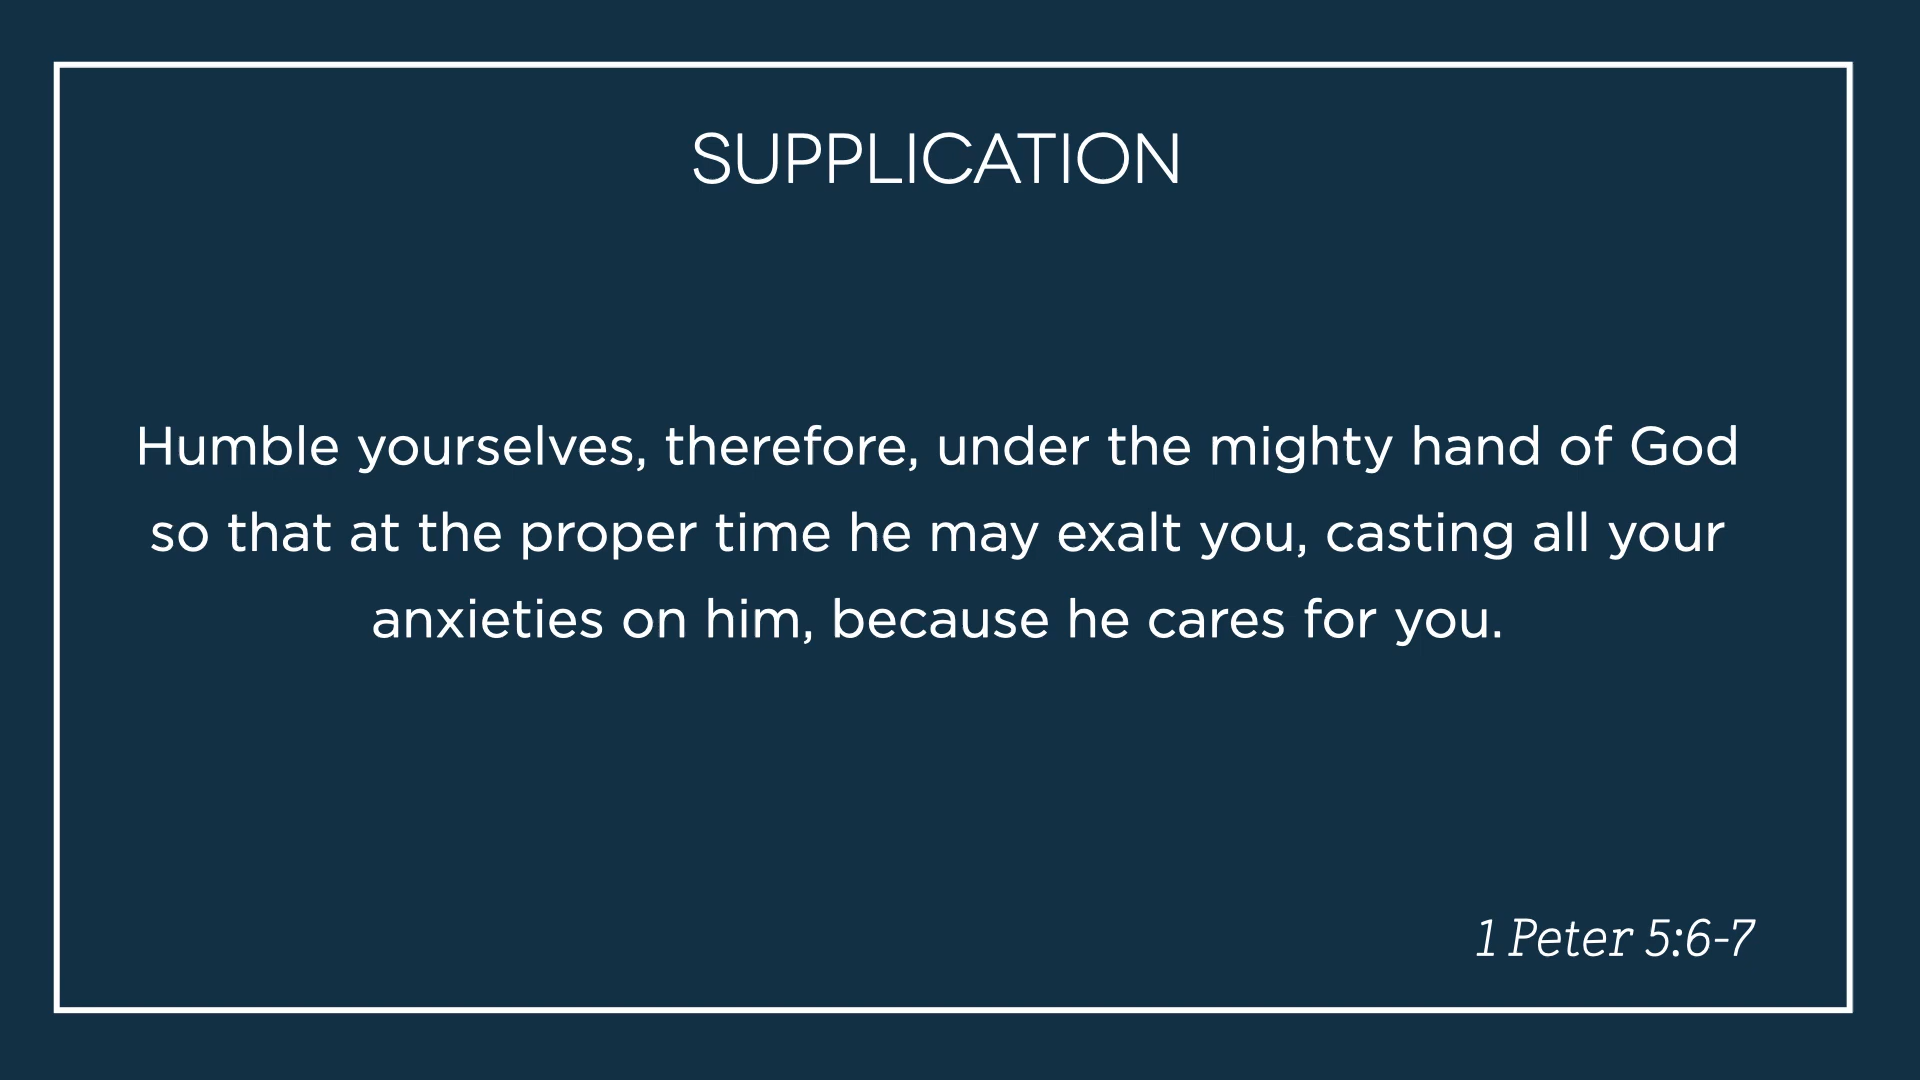 SUPPLICATION
Humble yourselves, therefore, under the mighty hand of God
so that at the proper time he may exalt you, casting all your
anxieties on him, because he cares for you.
1 Peter 5:6-7